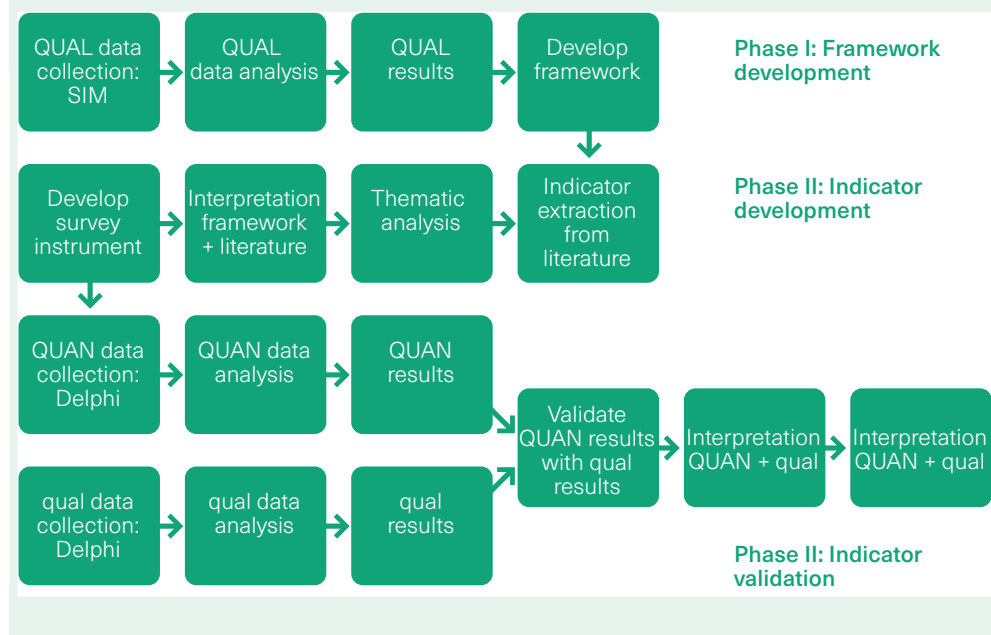 QUAL data
collection:
SIM
QUAL
data analysis
QUAL
results
Develop
framework
Phase I: Framework
development
Develop
survey
instrument
Interpretation
framework
+ literature
Thematic
analysis
Indicator
extraction
from
literature
Phase II: Indicator
development
QUAN data
collection:
Delphi
QUAN data
analysis
QUAN
results
Validate
QUAN results
with qual
results
Interpretation
QUAN + qual
Interpretation
QUAN + qual
qual data
collection:
Delphi
qual data
analysis
qual
results
Phase II: Indicator
validation